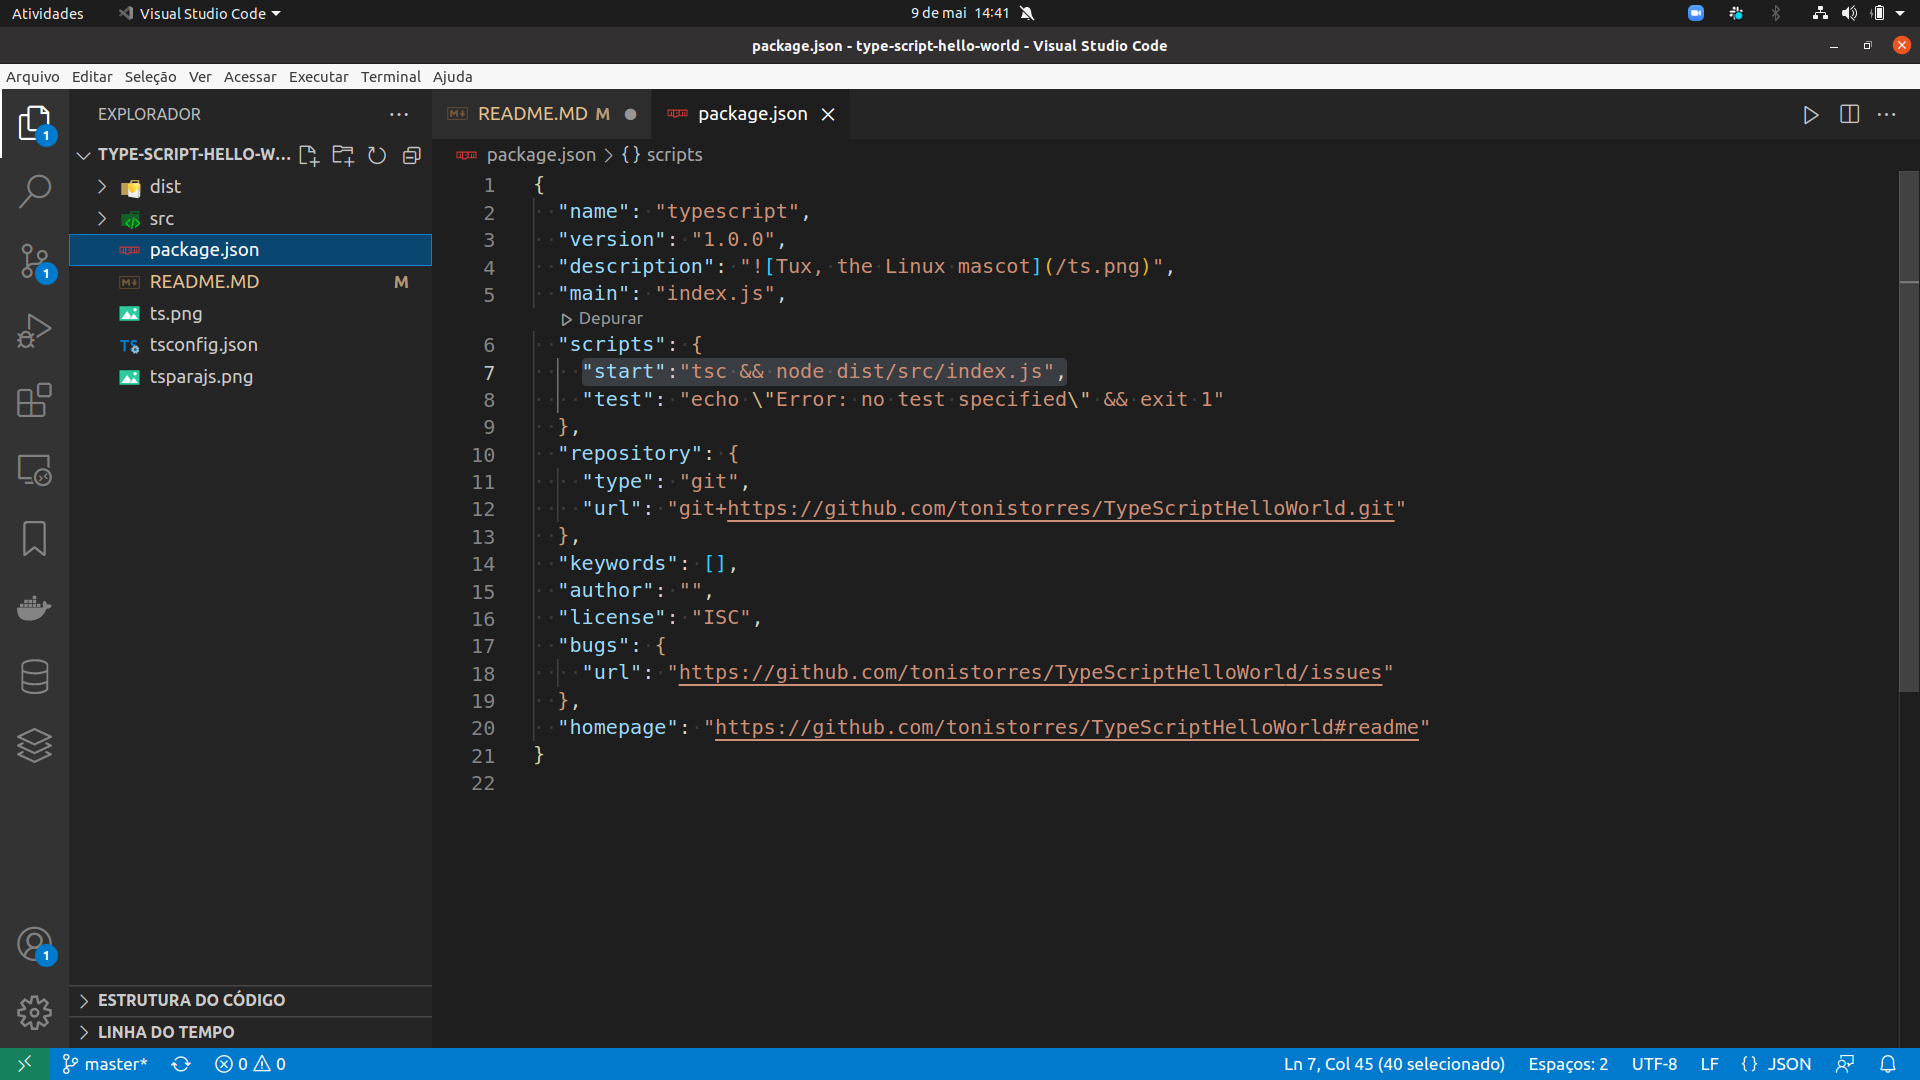 Atividades Visual Studio Code 9 de mai 14:41
package.json - type-script-hello-world - Visual Studio Code
Arquivo Editar Seleção Ver Acessar Executar Terminal Ajuda
EXPLORADOR
TYPE-SCRIPT-HELLO-W...
dist
src
package.json
README.MD M
ts.png
tsconfig.json
tsparajs.png
ESTRUTURA DO CÓDIGO
LINHA DO TEMPO
1
1
1
README.MD M package.json
package.json > {} scripts
1 {
2 "name": "typescript",
3 "version": "1.0.0",
4 "description": "![Tux, the Linux mascot](/ts.png)",
5 "main": "index.js",
Depurar
6 "scripts": {
7 "start":"tsc && node dist/src/index.js",
8 "test": "echo \"Error: no test specified\" && exit 1"
9 },
10 "repository": {
11 "type": "git",
12 "url": "git+https://github.com/tonistorres/TypeScriptHelloWorld.git"
13 },
14 "keywords": [],
15 "author": "",
16 "license": "ISC",
17 "bugs": {
18 "url": "https://github.com/tonistorres/TypeScriptHelloWorld/issues"
19 },
20 "homepage": "https://github.com/tonistorres/TypeScriptHelloWorld#readme"
21 }
22
master* 0 0 Ln 7, Col 45 (40 selecionado) Espaços: 2 UTF-8 LF {} JSON